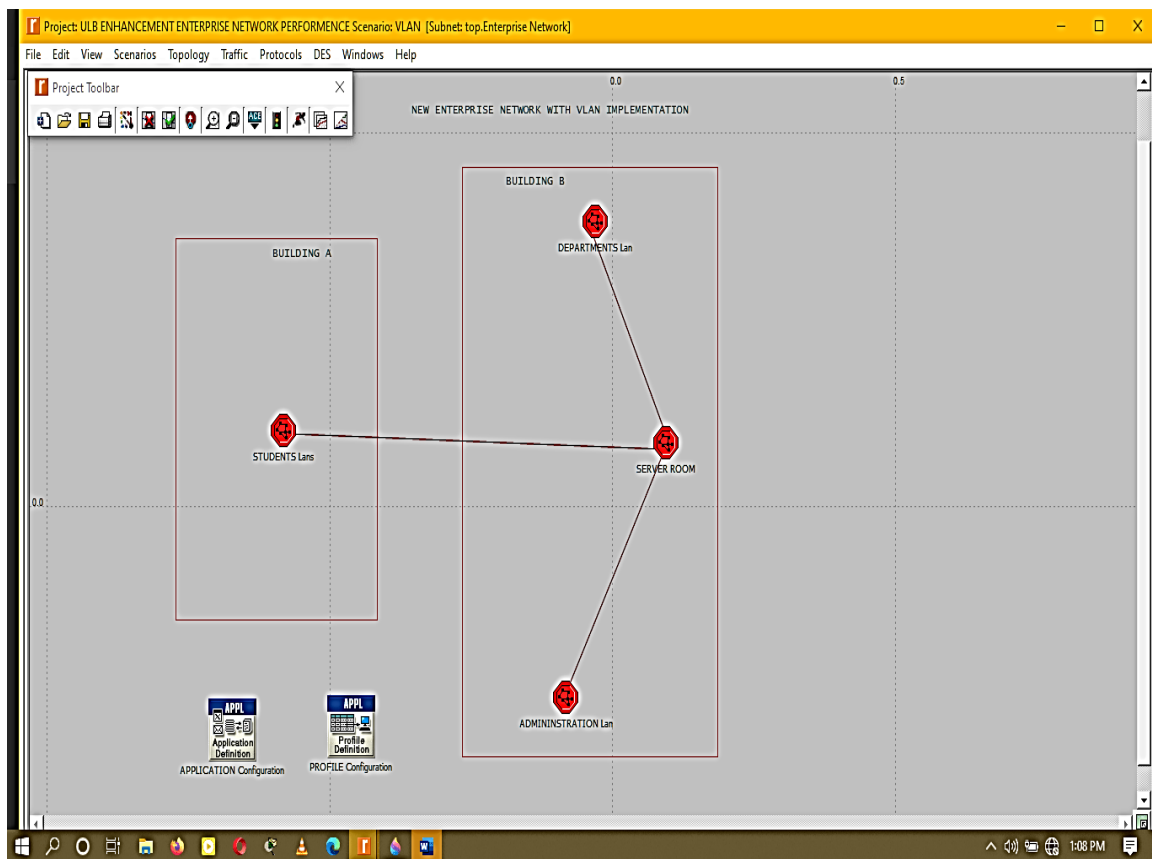 Project: ULB ENHANCEMENT ENTERPRISE NETWORK PERFORMENCE Scenario: VLAN [Subnet: top.Enterprise Network]
File Edit View Scenarios Topology Traffic Protocols DES Windows Help
Project Toolbar
ACE
0.0 0.5
NEW ENTERPRISE NETWORK WITH VLAN IMPLEMENTATION
BUILDING B
DEPARTMENTS Lan
BUILDING A
STUDENTS Lans
SERVER ROOM
0.0
ADMININSTRATION Lan
APPL
Application
Definition
APPLICATION Configuration
APPL
Profile
Definition
PROFILE Configuration
1:08 PM